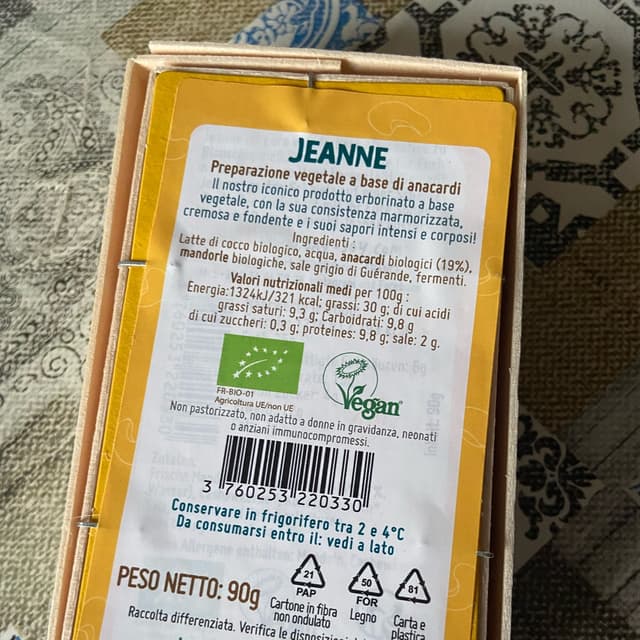 JEANNE
Preparazione vegetale a base di anacardi
Il nostro iconico prodotto erborinato a base
vegetale, con la sua consistenza marmorizzata,
cremosa e fondente e i suoi sapori intensi e corposi!
Ingredienti :
Latte di cocco biologico, acqua, anacardi biologici (19%),
mandorle biologiche, sale grigio di Guérande, fermenti.
Valori nutrizionali medi per 100g :
Energia:1324kJ/321 kcal; grassi: 30 g; di cui acidi
grassi saturi: 9,3 g; Carboidrati: 9,8 g
di cui zuccheri: 0,3 g; proteines: 9,8 g; sale: 2 g.
FR-BIO-01
Agricoltura UE/non UE
Vegan
Non pastorizzato, non adatto a donne in gravidanza, neonati
o anziani immunocompromessi.
3 760253 220330
Conservare in frigorifero tra 2 e 4°C
Da consumarsi entro il: vedi a lato
PESO NETTO: 90g
21
PAP
Cartone in fibra
non ondulato
50
FOR
Legno
81
Carta e
plastica
Raccolta differenziata. Verifica le disposizioni